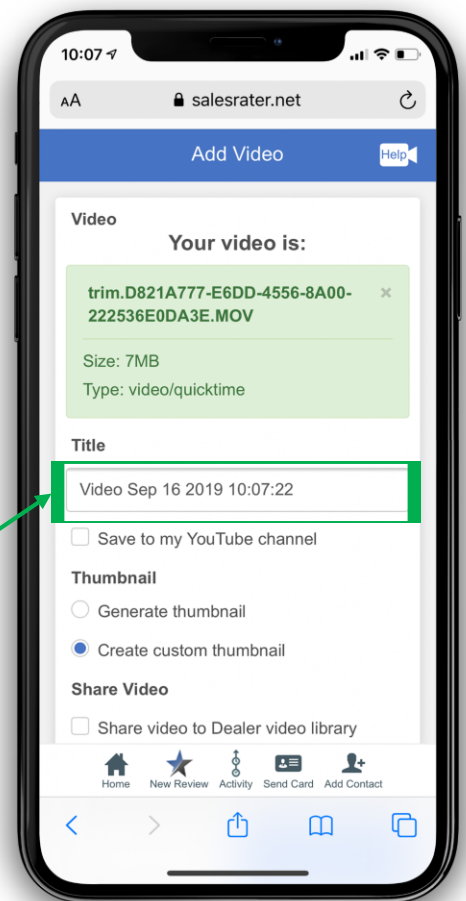 10:07
AA salesrater.net
Add Video Help
Video
Your video is:
trim.D821A777-E6DD-4556-8A00-
222536E0DA3E.MOV
×
Size: 7MB
Type: video/quicktime
Title
Video Sep 16 2019 10:07:22
Save to my YouTube channel
Thumbnail
Generate thumbnail
Create custom thumbnail
Share Video
Share video to Dealer video library
Home New Review Activity Send Card Add Contact